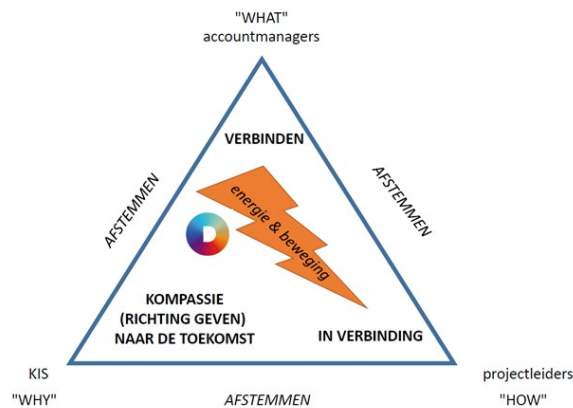 "WHAT"
accountmanagers
VERBINDEN
AFSTEMMEN
AFSTEMMEN
energie & beweging
D
KOMPASSIE
(RICHTING GEVEN)
NAAR DE TOEKOMST
IN VERBINDING
KIS
projectleiders
"WHY"
AFSTEMMEN
"HOW"